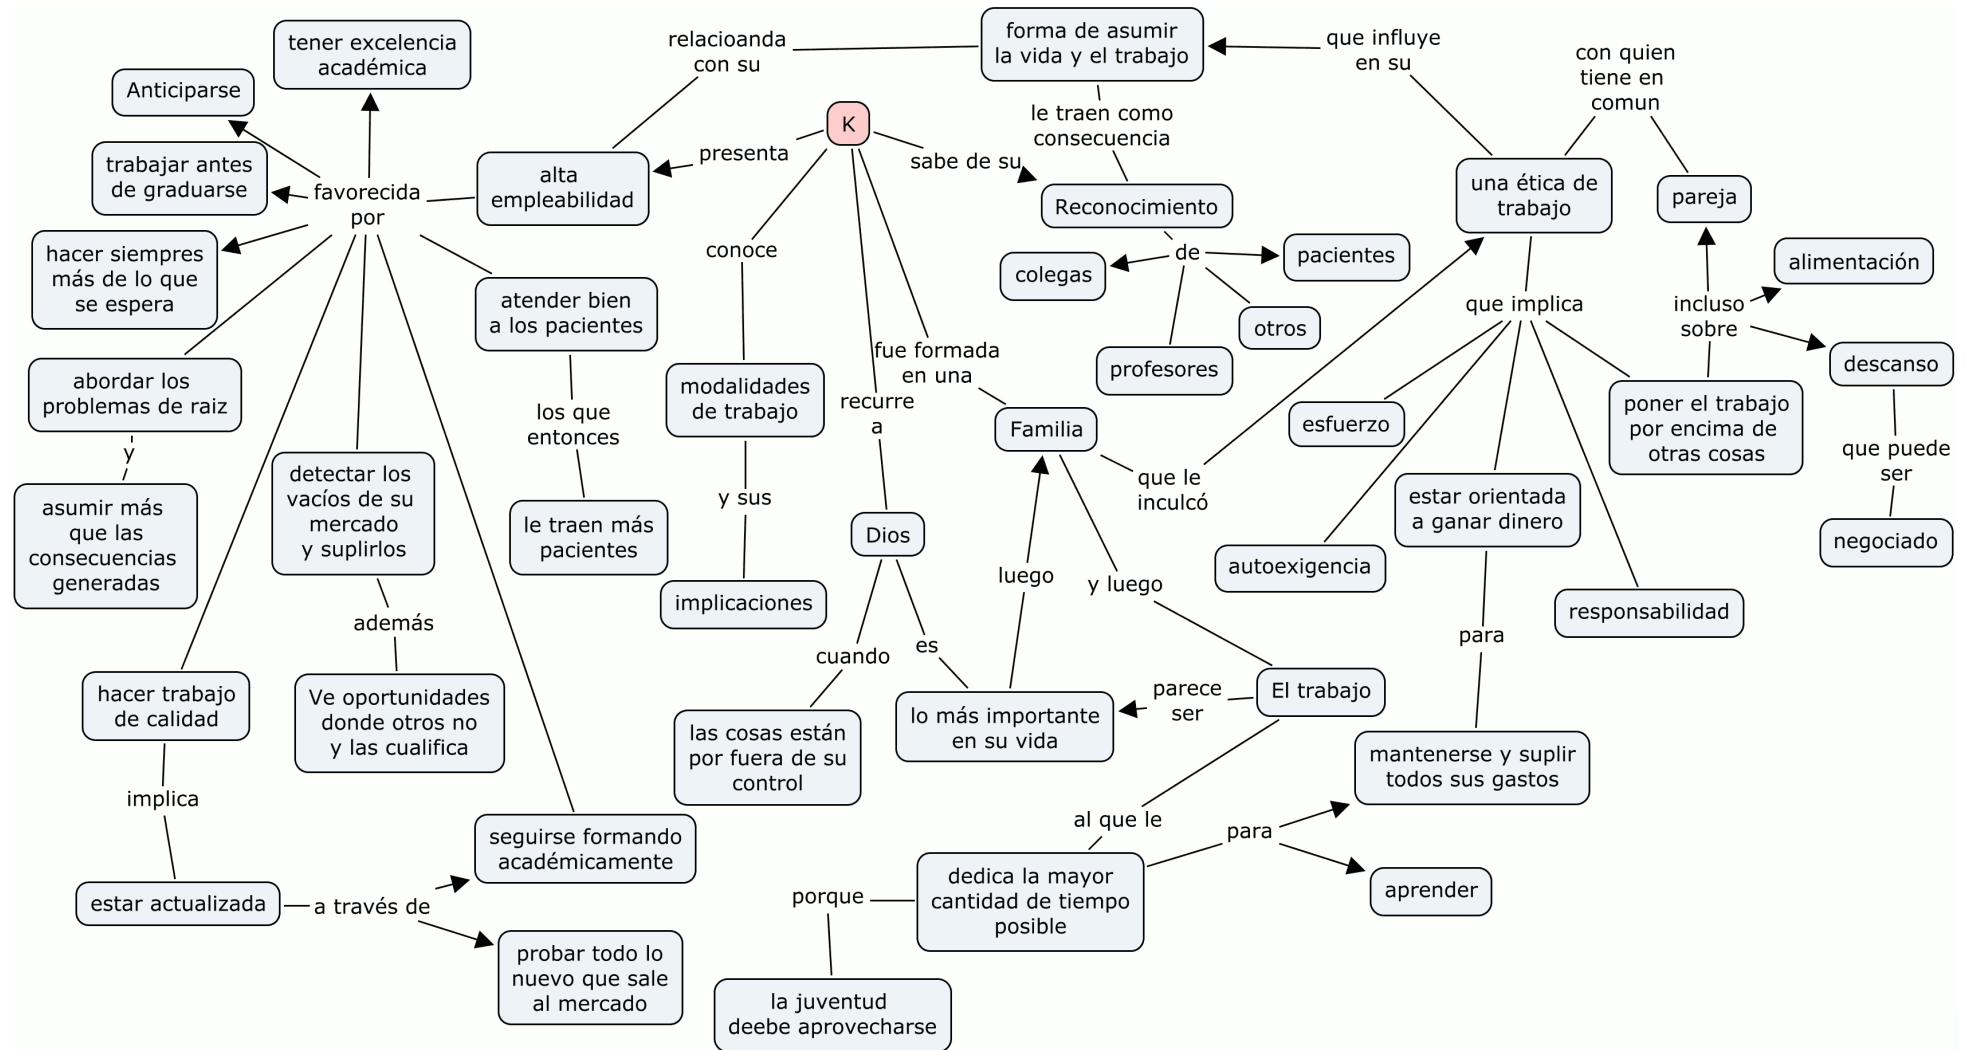 tener excelencia
académica
Anticiparse
trabajar antes
de graduarse
hacer siempres
más de lo que
se espera
favorecida
por
abordar los
problemas de raiz
y
asumir más
que las
consecuencias
generadas
hacer trabajo
de calidad
implica
estar actualizada
a través de
seguirse formando
académicamente
probar todo lo
nuevo que sale
al mercado
detectar los
vacíos de su
mercado
y suplirlos
además
Ve oportunidades
donde otros no
y las cualifica
atender bien
a los pacientes
los que
entonces
le traen más
pacientes
alta
empleabilidad
relacioanda
con su
presenta
K
conoce
modalidades
de trabajo
y sus
implicaciones
recurre
a
Dios
cuando
las cosas están
por fuera de su
control
es
lo más importante
en su vida
luego
fue formada
en una
Familia
que le
inculcó
y luego
El trabajo
parece
ser
al que le
dedica la mayor
cantidad de tiempo
posible
porque
la juventud
deebe aprovecharse
para
aprender
sabe de su
Reconocimiento
de
colegas
profesores
otros
pacientes
forma de asumir
la vida y el trabajo
le traen como
consecuencia
que influye
en su
una ética de
trabajo
con quien
tiene en
comun
pareja
que implica
esfuerzo
autoexigencia
estar orientada
a ganar dinero
para
mantenerse y suplir
todos sus gastos
responsabilidad
poner el trabajo
por encima de
otras cosas
incluso
sobre
alimentación
descanso
que puede
ser
negociado